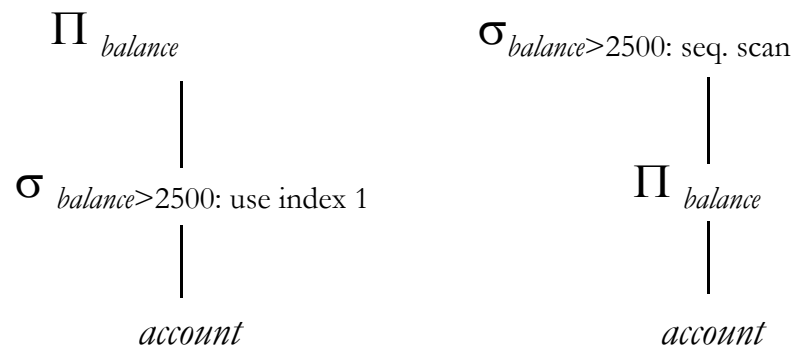 Π balance
σ balance>2500: use index 1
account
σ balance>2500: seq. scan
Π balance
account